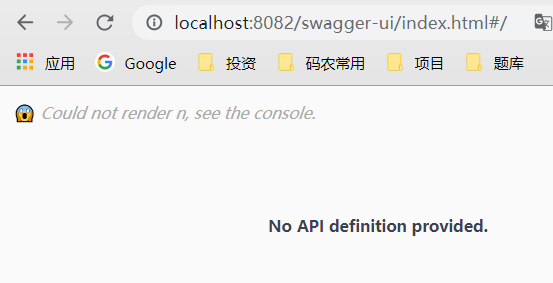 localhost:8082/swagger-ui/index.html#/
应用 Google 投资 码农常用 项目 题库
Could not render n, see the console.
No API definition provided.